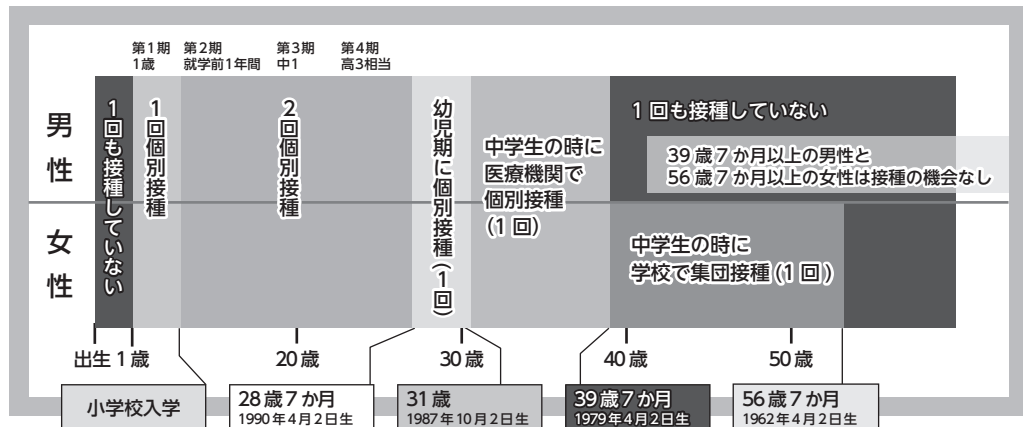 第1期
1歳
第2期
就学前1年間
第3期
中1
第4期
高3相当
男性
女性
1回も接種していない
1回個別接種
2回個別接種
幼児期に個別接種(1回)
中学生の時に
医療機関で
個別接種
(1回)
1回も接種していない
39歳7か月以上の男性と
56歳7か月以上の女性は接種の機会なし
中学生の時に
学校で集団接種(1回)
出生 1歳 20歳 30歳 40歳 50歳
小学校入学
28歳7か月
1990年4月2日生
31歳
1987年10月2日生
39歳7か月
1979年4月2日生
56歳7か月
1962年4月2日生